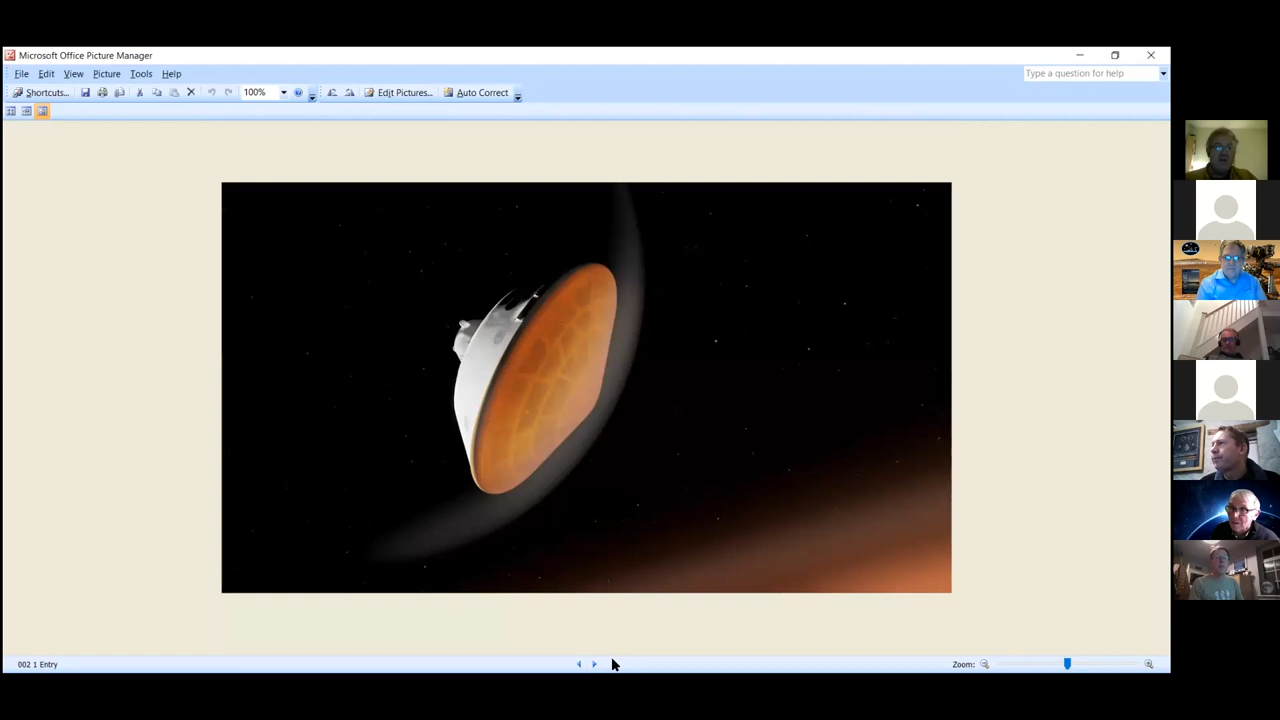 Microsoft Office Picture Manager
File Edit View Picture Tools Help
Type a question for help
Shortcuts... 100% Edit Pictures... Auto Correct
002 1 Entry
Zoom: